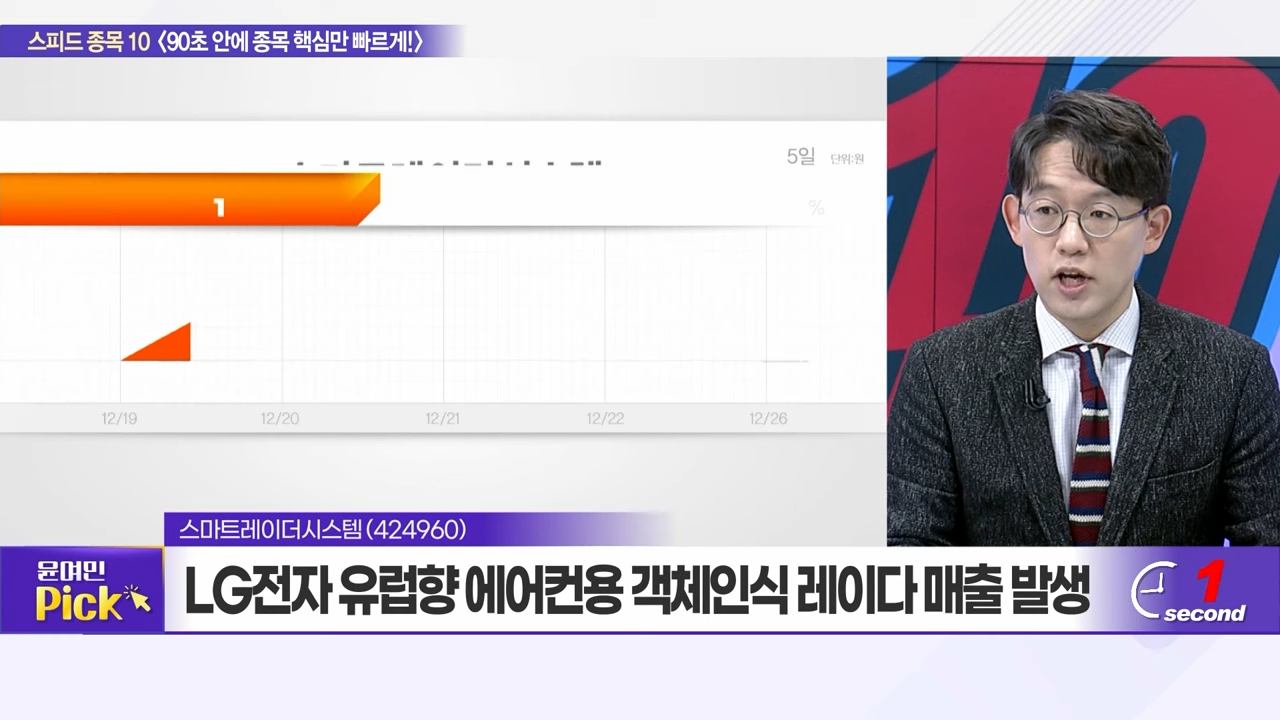 스피드 종목 10 〈90초 안에 종목 핵심만 빠르게!〉
5일 단위:원
1
%
12/19 12/20 12/21 12/22 12/26
스마트레이더시스템(424960)
윤여민
Pick
LG전자 유럽향 에어컨용 객체인식 레이다 매출 발생
1
second